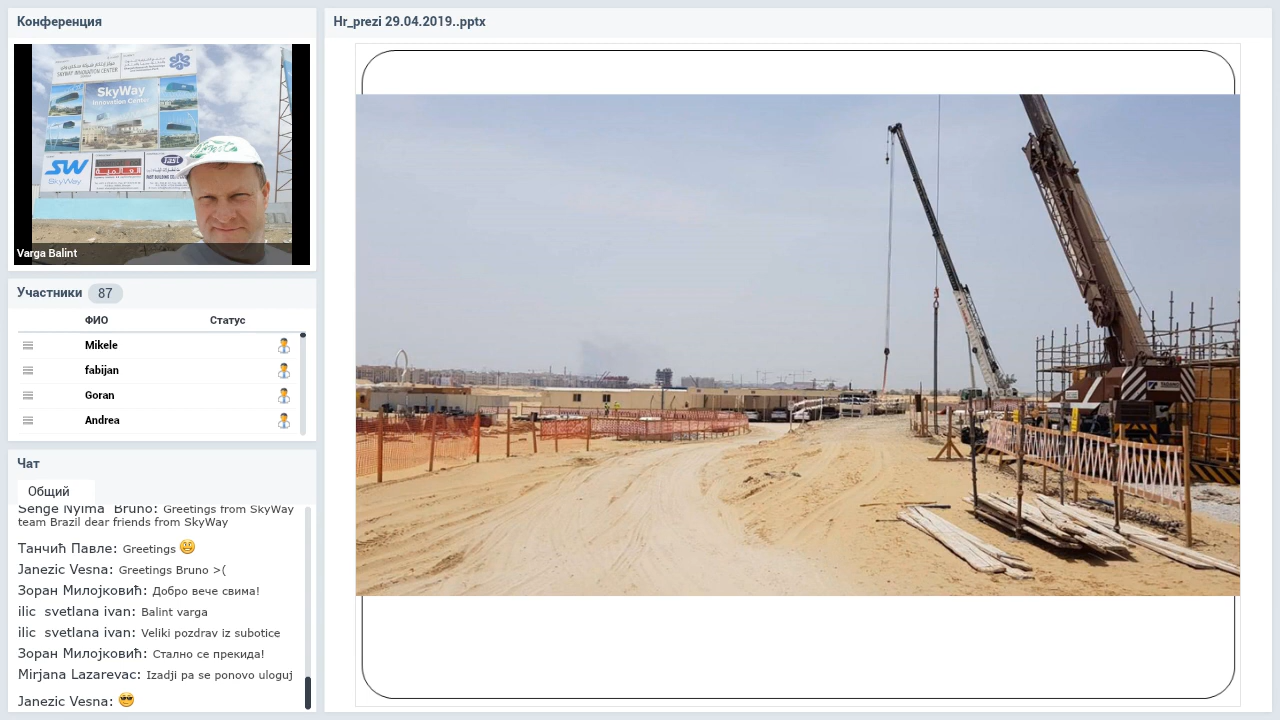 Конференция
SkyWay
Innovation Center
SKYWAY INNOVATION CENTER
SW
SkyWay
Varga Balint
Участники 87
ФИО Статус
Mikele
fabijan
Goran
Andrea
Чат
Общий
Senge Nyima Bruno: Greetings from SkyWay
team Brazil dear friends from SkyWay
Танчић Павле: Greetings
Janezic Vesna: Greetings Bruno >(
Зоран Милојковић: Добро вече свима!
ilic svetlana ivan: Balint varga
ilic svetlana ivan: Veliki pozdrav iz subotice
Зоран Милојковић: Стално се прекида!
Mirjana Lazarevac: Izadji pa se ponovo uloguj
Janezic Vesna:
Hr_prezi 29.04.2019..pptx